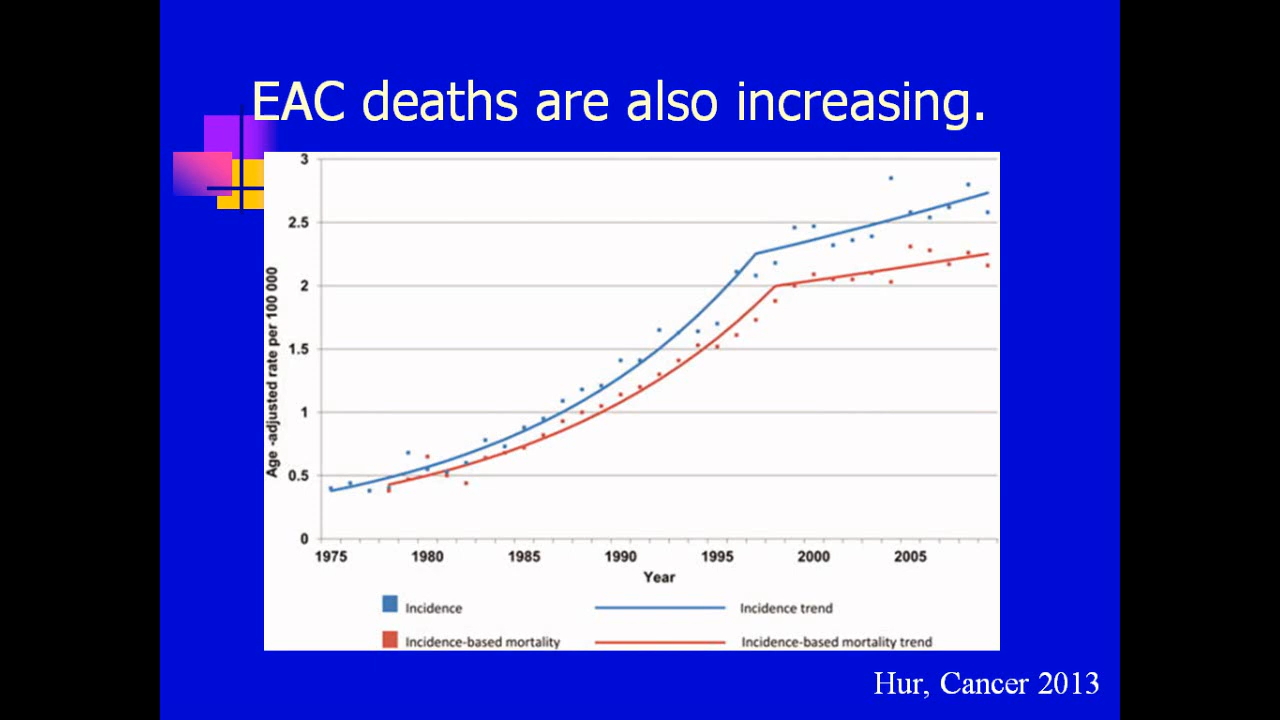 EAC deaths are also increasing.
3
2.5
2
1.5
1
0.5
0
Age -adjusted rate per 100 000
1975 1980 1985 1990 1995 2000 2005
Year
Incidence Incidence trend
Incidence-based mortality Incidence-based mortality trend
Hur, Cancer 2013